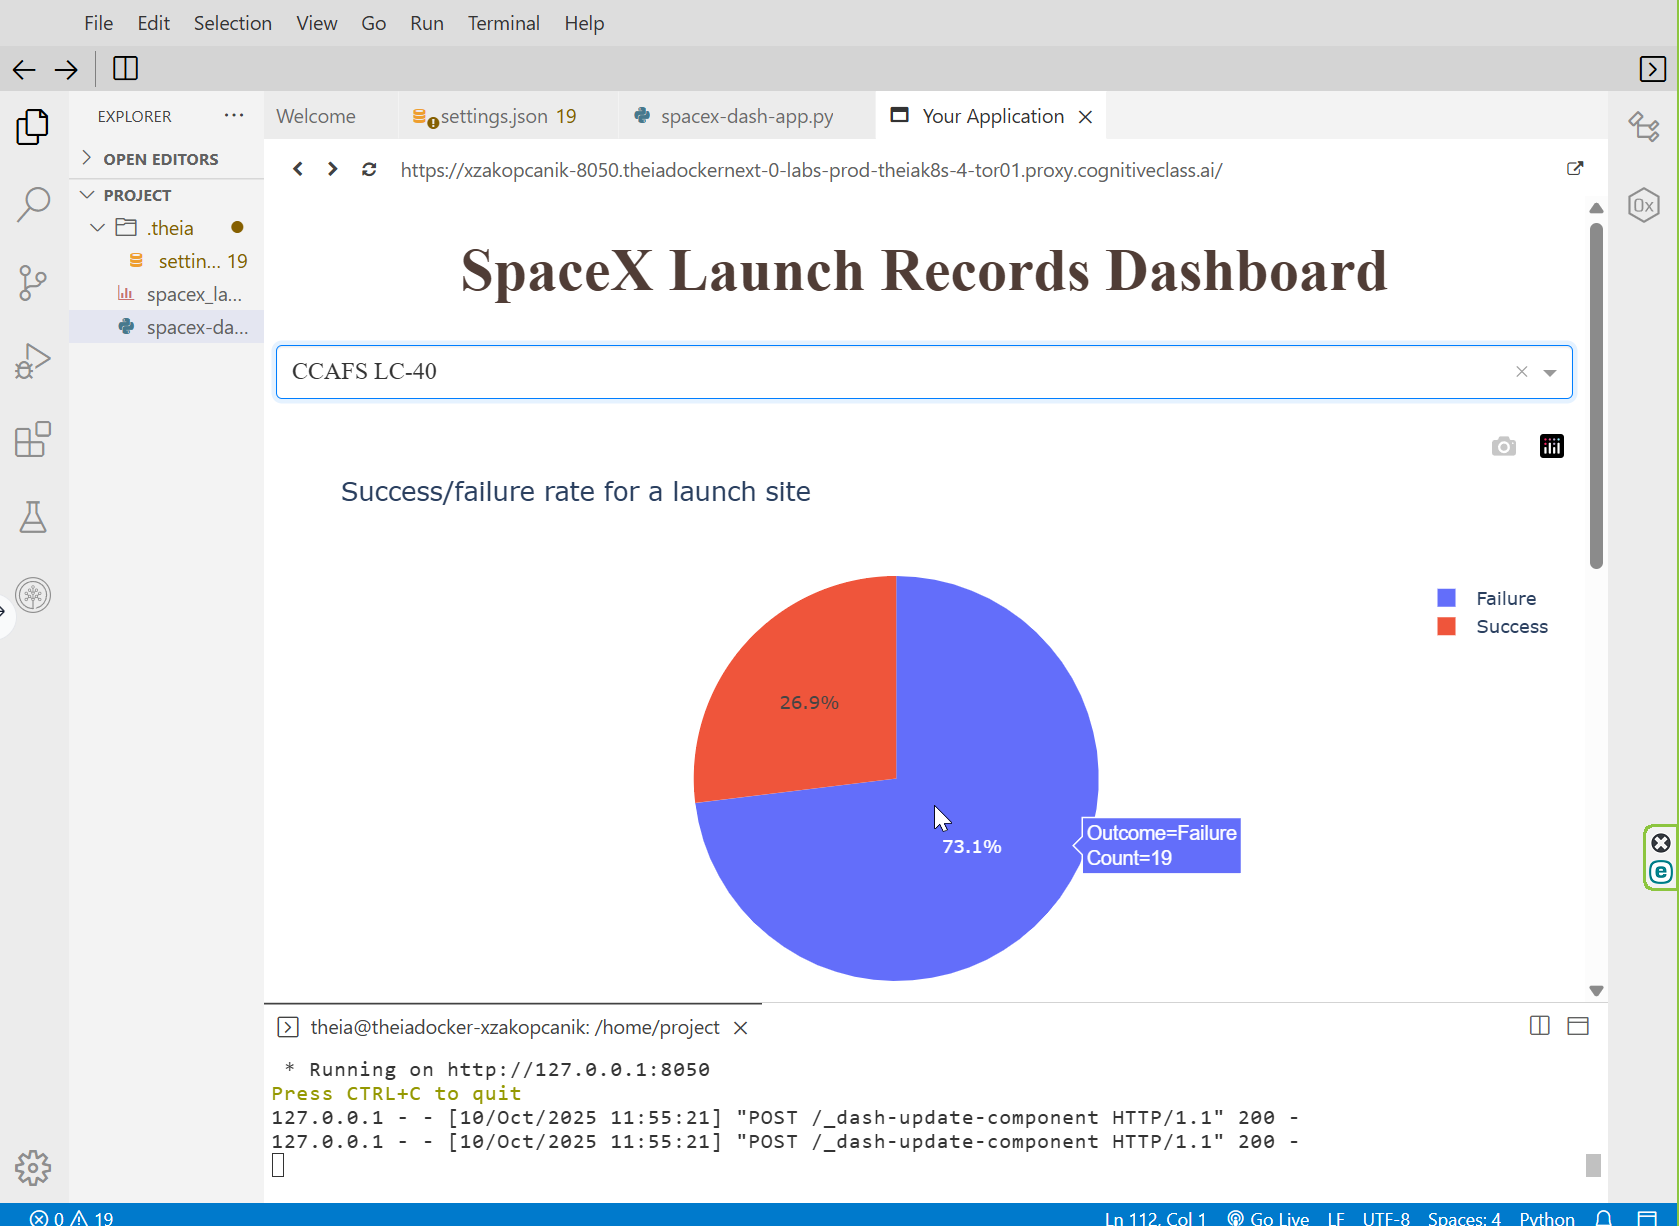 File Edit Selection View Go Run Terminal Help
EXPLORER ...
Welcome settings.json 19 spacex-dash-app.py Your Application
OPEN EDITORS
PROJECT
.theia
settin... 19
spacex_la...
spacex-da...
https://xzakopcanik-8050.theiadockernext-0-labs-prod-theiak8s-4-tor01.proxy.cognitiveclass.ai/
SpaceX Launch Records Dashboard
CCAFS LC-40
Success/failure rate for a launch site
Failure
Success
26.9%
73.1%
Outcome=Failure
Count=19
0x
theia@theiadocker-xzakopcanik: /home/project
* Running on http://127.0.0.1:8050
Press CTRL+C to quit
127.0.0.1 - - [10/Oct/2025 11:55:21] "POST /_dash-update-component HTTP/1.1" 200 -
127.0.0.1 - - [10/Oct/2025 11:55:21] "POST /_dash-update-component HTTP/1.1" 200 -
0 19 Ln 112, Col 1 Go Live LF UTF-8 Spaces: 4 Python